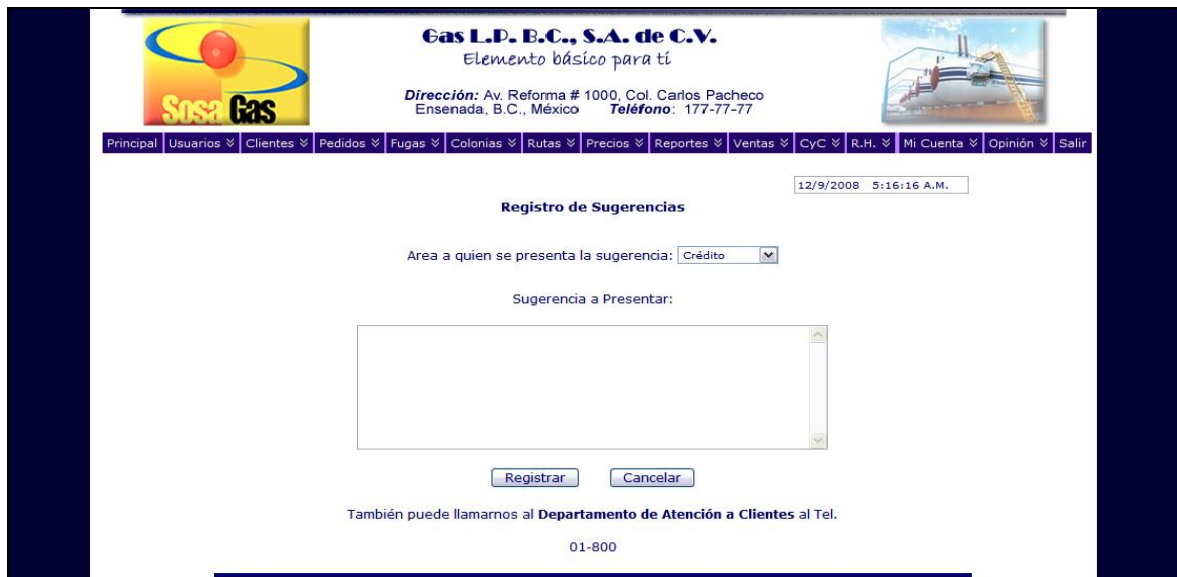 Sosa Gas
Gas L.P. B.C., S.A. de C.V.
Elemento básico para tí
Dirección: Av. Reforma # 1000, Col. Carlos Pacheco
Ensenada, B.C., México Teléfono: 177-77-77
Principal Usuarios Clientes Pedidos Fugas Colonias Rutas Precios Reportes Ventas CyC R.H. Mi Cuenta Opinión Salir
12/9/2008 5:16:16 A.M.
Registro de Sugerencias
Area a quien se presenta la sugerencia: Crédito
Sugerencia a Presentar:
Registrar Cancelar
También puede llamarnos al Departamento de Atención a Clientes al Tel.
01-800